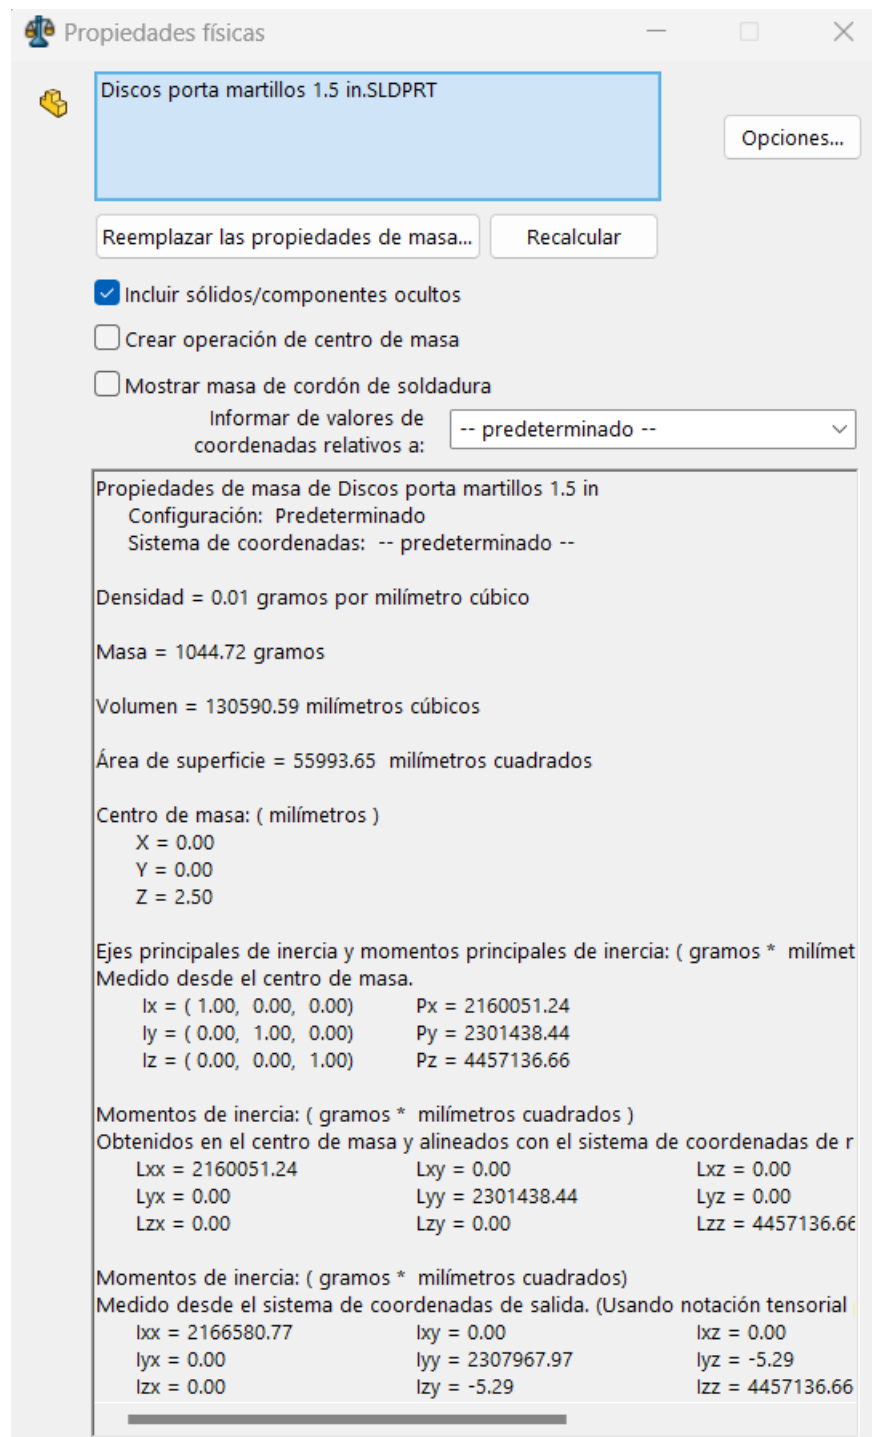 Propiedades físicas
Discos porta martillos 1.5 in.SLDPRT
Opciones...
Reemplazar las propiedades de masa...
Recalcular
Incluir sólidos/componentes ocultos
Crear operación de centro de masa
Mostrar masa de cordón de soldadura
Informar de valores de
coordenadas relativos a:
-- predeterminado --
Propiedades de masa de Discos porta martillos 1.5 in
Configuración: Predeterminado
Sistema de coordenadas: -- predeterminado --
Densidad = 0.01 gramos por milímetro cúbico
Masa = 1044.72 gramos
Volumen = 130590.59 milímetros cúbicos
Área de superficie = 55993.65 milímetros cuadrados
Centro de masa: ( milímetros )
X = 0.00
Y = 0.00
Z = 2.50
Ejes principales de inercia y momentos principales de inercia: ( gramos * milímet
Medido desde el centro de masa.
Ix = ( 1.00, 0.00, 0.00) Px = 2160051.24
Iy = ( 0.00, 1.00, 0.00) Py = 2301438.44
Iz = ( 0.00, 0.00, 1.00) Pz = 4457136.66
Momentos de inercia: ( gramos * milímetros cuadrados )
Obtenidos en el centro de masa y alineados con el sistema de coordenadas de r
Lxx = 2160051.24 Lxy = 0.00 Lxz = 0.00
Lyx = 0.00 Lyy = 2301438.44 Lyz = 0.00
Lzx = 0.00 Lzy = 0.00 Lzz = 4457136.66
Momentos de inercia: ( gramos * milímetros cuadrados)
Medido desde el sistema de coordenadas de salida. (Usando notación tensorial
Ixx = 2166580.77 Ixy = 0.00 Ixz = 0.00
Iyx = 0.00 Iyy = 2307967.97 Iyz = -5.29
Izx = 0.00 Izy = -5.29 Izz = 4457136.66